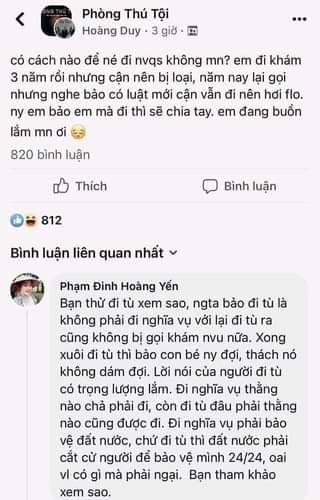 Phòng Thú Tội
Hoàng Duy · 3 giờ ·
có cách nào để né đi nvqs không mn? em đi khám
3 năm rồi nhưng cận nên bị loại, năm nay lại gọi
nhưng nghe bảo có luật mới cận vẫn đi nên hơi flo.
ny em bảo em mà đi thì sẽ chia tay. em đang buồn
lắm mn ơi 😔
820 bình luận
Thích
Bình luận
812
Bình luận liên quan nhất
Phạm Đinh Hoàng Yến
Bạn thử đi tù xem sao, ngta bảo đi tù là
không phải đi nghĩa vụ với lại đi tù ra
cũng không bị gọi khám nvu nữa. Xong
xuôi đi tù thì bảo con bé ny đợi, thách nó
không dám đợi. Lời nói của người đi tù
có trọng lượng lắm. Đi nghĩa vụ thằng
nào chả phải đi, còn đi tù đâu phải thằng
nào cũng được đi. Đi nghĩa vụ phải bảo
vệ đất nước, chứ đi tù thì đất nước phải
cắt cử người để bảo vệ mình 24/24, oai
vl có gì mà phải ngại. Bạn tham khảo
xem sao.